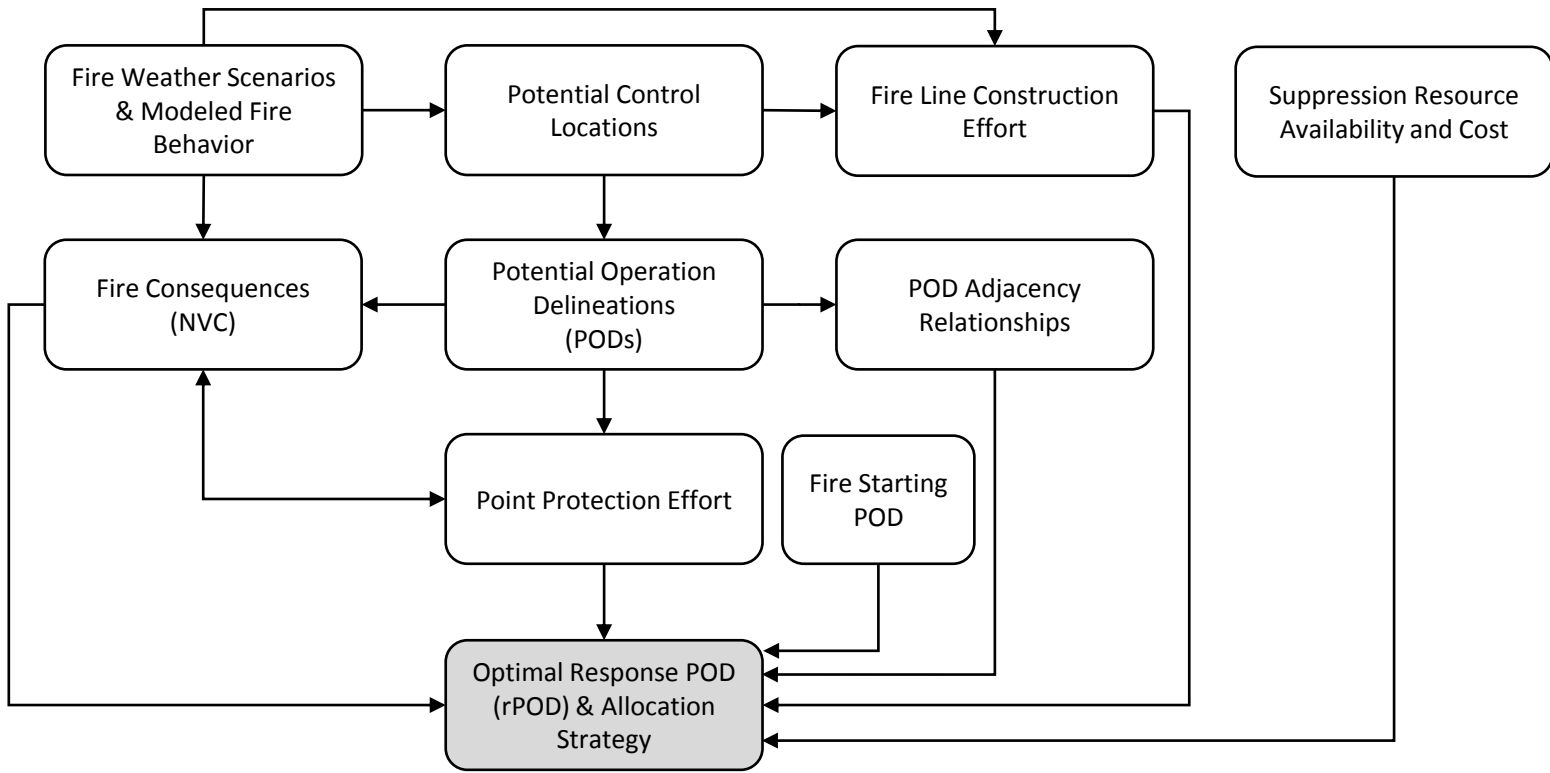 Fire Weather Scenarios
& Modeled Fire
Behavior
Potential Control
Locations
Fire Line Construction
Effort
Suppression Resource
Availability and Cost
Fire Consequences
(NVC)
Potential Operation
Delineations
(PODs)
POD Adjacency
Relationships
Point Protection Effort
Fire Starting
POD
Optimal Response POD
(rPOD) & Allocation
Strategy